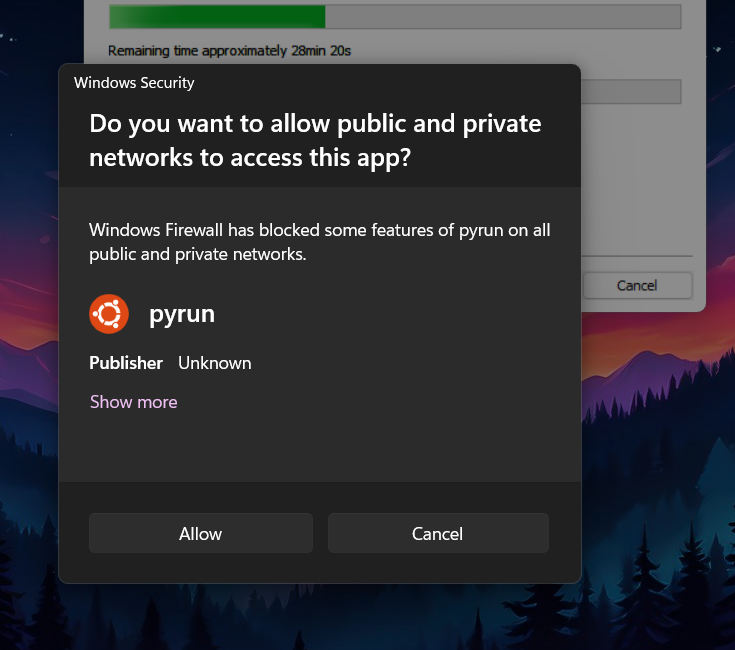 Remaining time approximately 28min 20s
Windows Security
Do you want to allow public and private
networks to access this app?
Windows Firewall has blocked some features of pyrun on all
public and private networks.
pyrun
Publisher Unknown
Show more
Allow
Cancel
Cancel